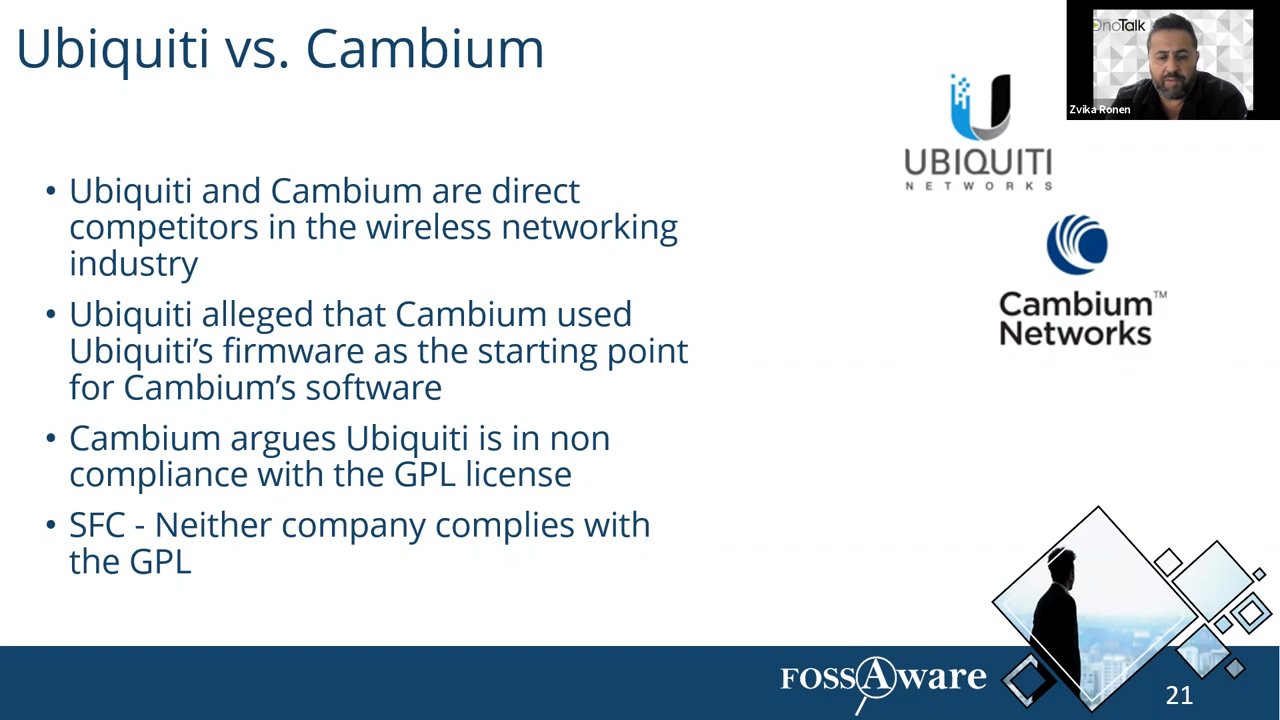 Ubiquiti vs. Cambium
OnoTalk
Zvika Ronen
UBIQUITI
NETWORKS
Cambium™
Networks
• Ubiquiti and Cambium are direct
competitors in the wireless networking
industry
• Ubiquiti alleged that Cambium used
Ubiquiti’s firmware as the starting point
for Cambium’s software
• Cambium argues Ubiquiti is in non
compliance with the GPL license
• SFC - Neither company complies with
the GPL
FOSSAware
21